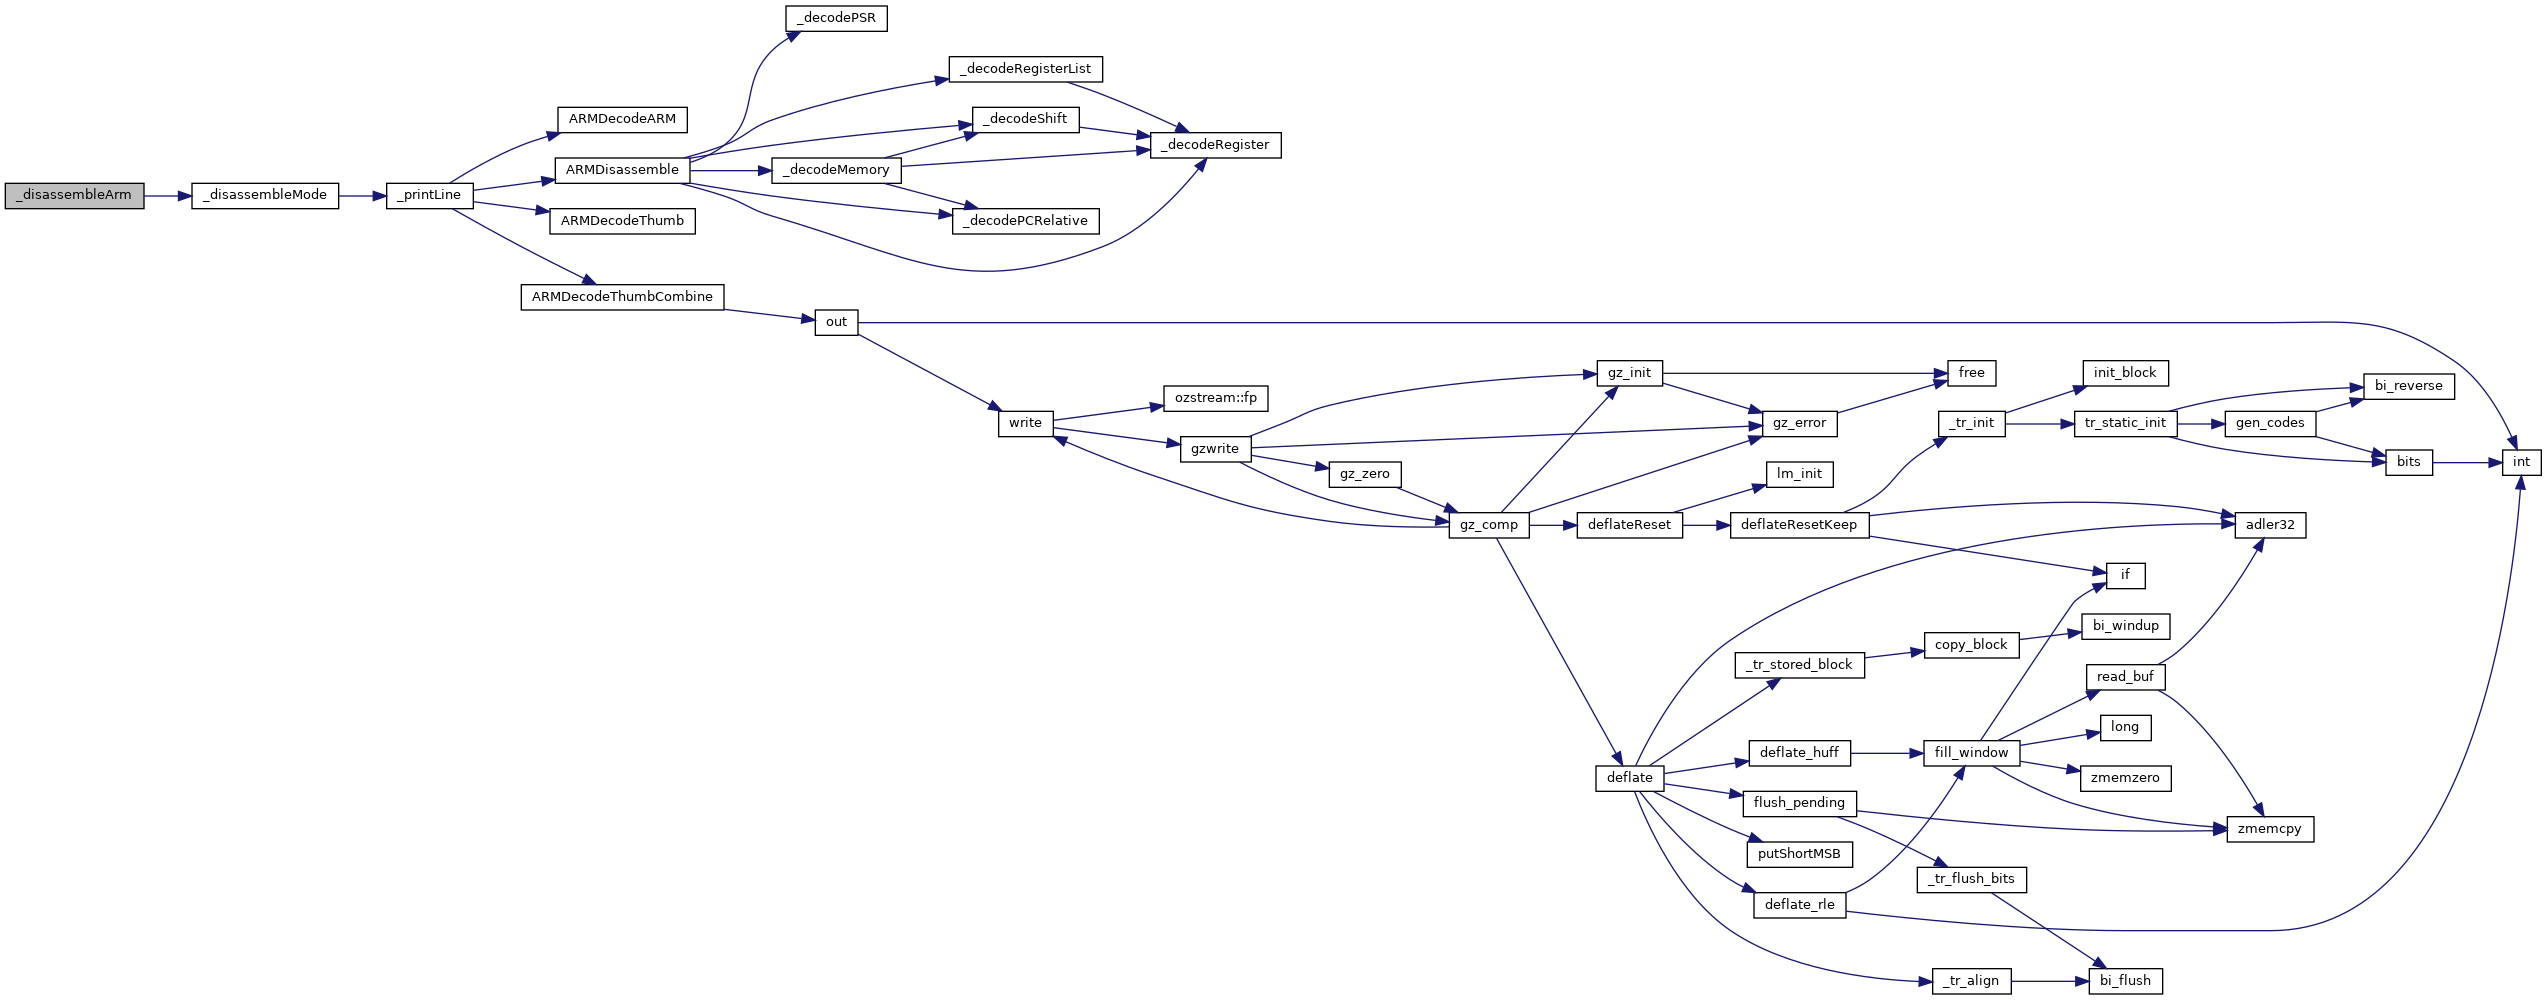 _disassembleArm
_disassembleMode
_printLine
ARMDecodeARM
ARMDisassemble
ARMDecodeThumb
ARMDecodeThumbCombine
_decodePSR
_decodeRegisterList
_decodeShift
_decodeMemory
_decodePCRelative
_decodeRegister
out
write
ozstream::fp
gzwrite
gz_zero
gz_comp
gz_init
gz_error
free
lm_init
deflateReset
deflateResetKeep
_tr_init
init_block
tr_static_init
gen_codes
bi_reverse
bits
int
adler32
if
_tr_stored_block
copy_block
bi_windup
read_buf
long
zmemzero
zmemcpy
deflate
deflate_huff
fill_window
flush_pending
putShortMSB
deflate_rle
_tr_flush_bits
_tr_align
bi_flush